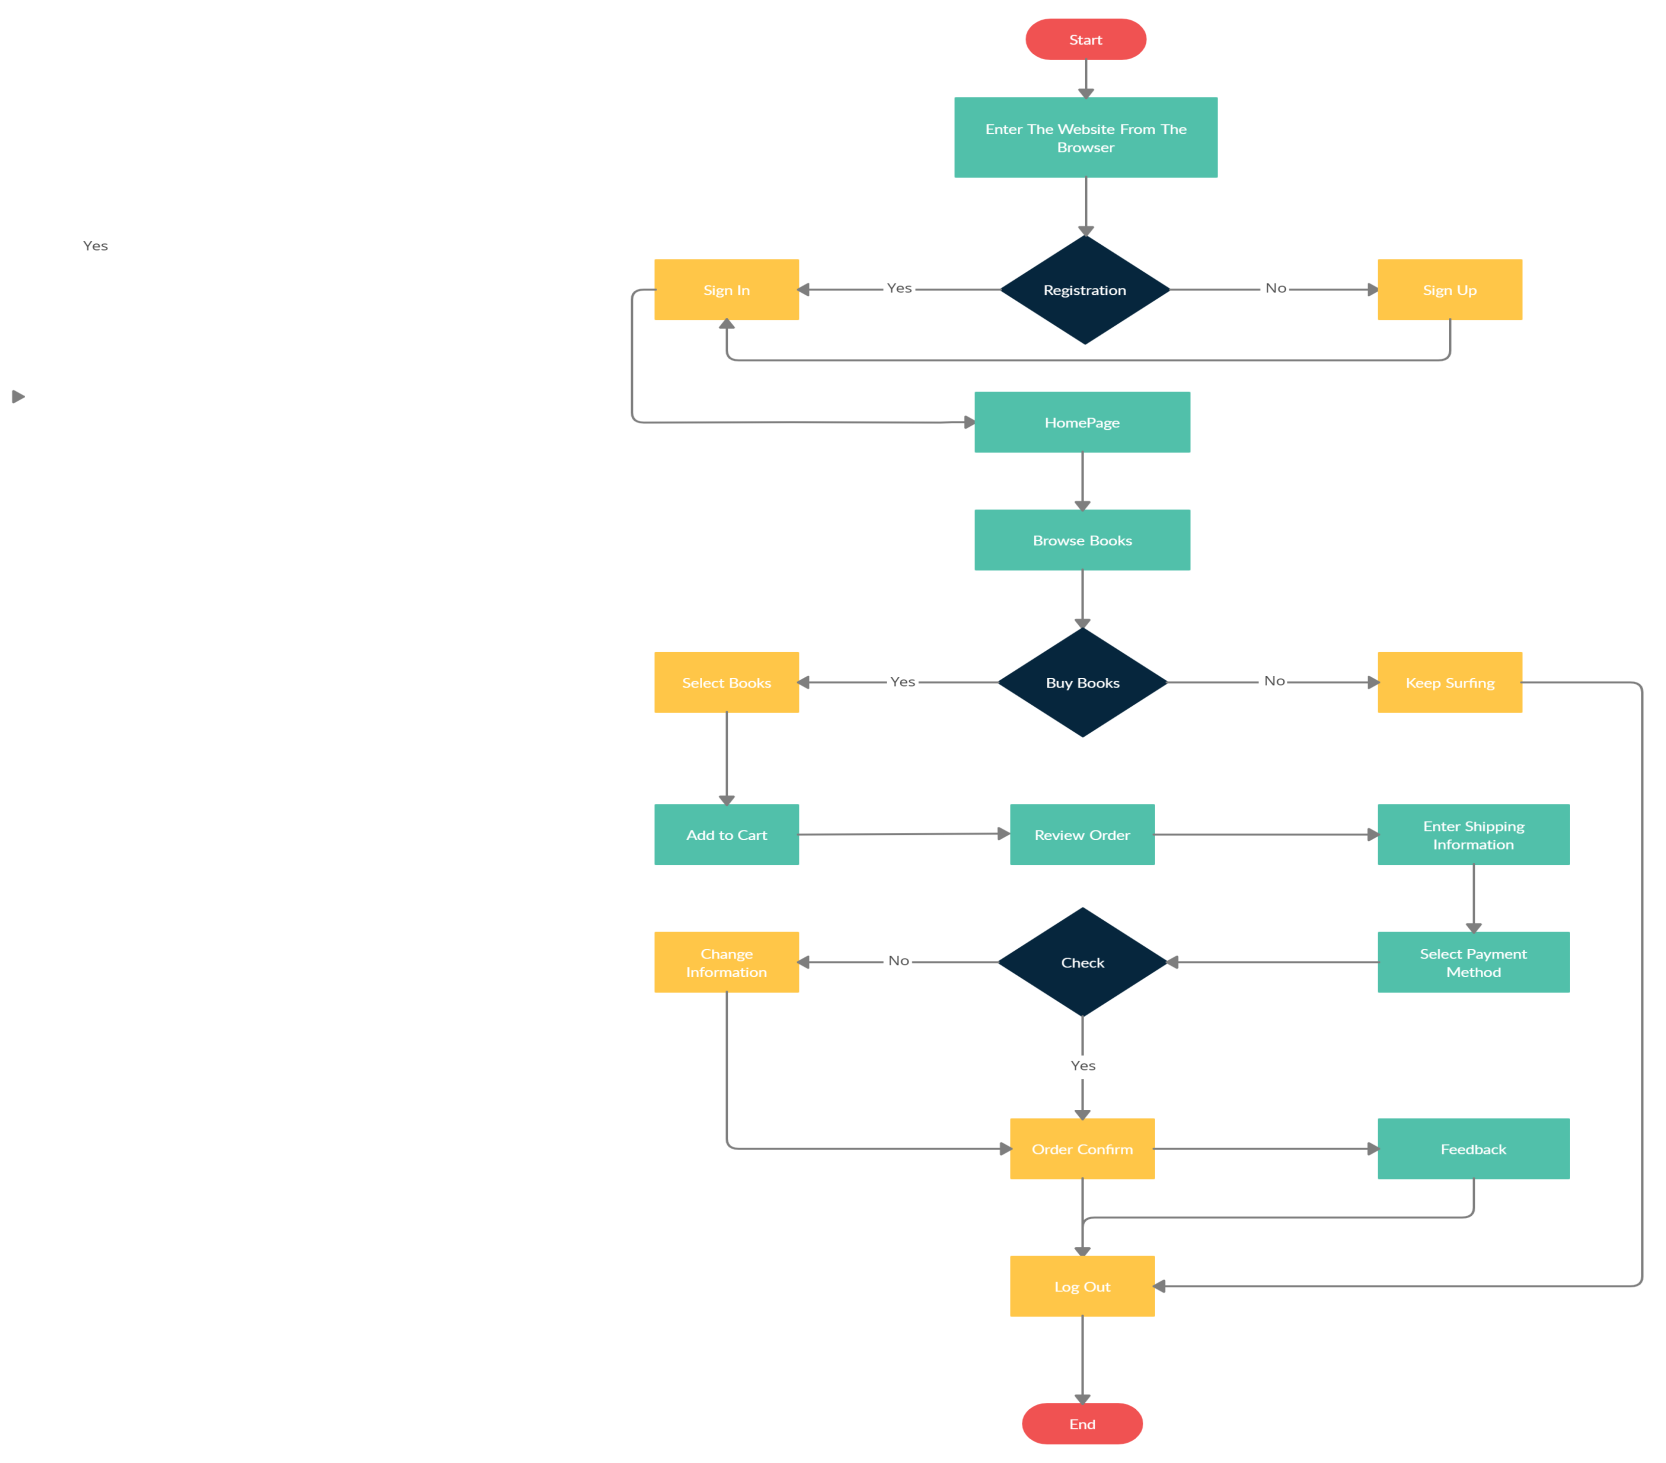 Start
Enter The Website From The
Browser
Yes
Sign In
Yes
Registration
No
Sign Up
HomePage
Browse Books
Select Books
Yes
Buy Books
No
Keep Surfing
Add to Cart
Review Order
Enter Shipping
Information
Change
Information
No
Check
Select Payment
Method
Yes
Order Confirm
Feedback
Log Out
End